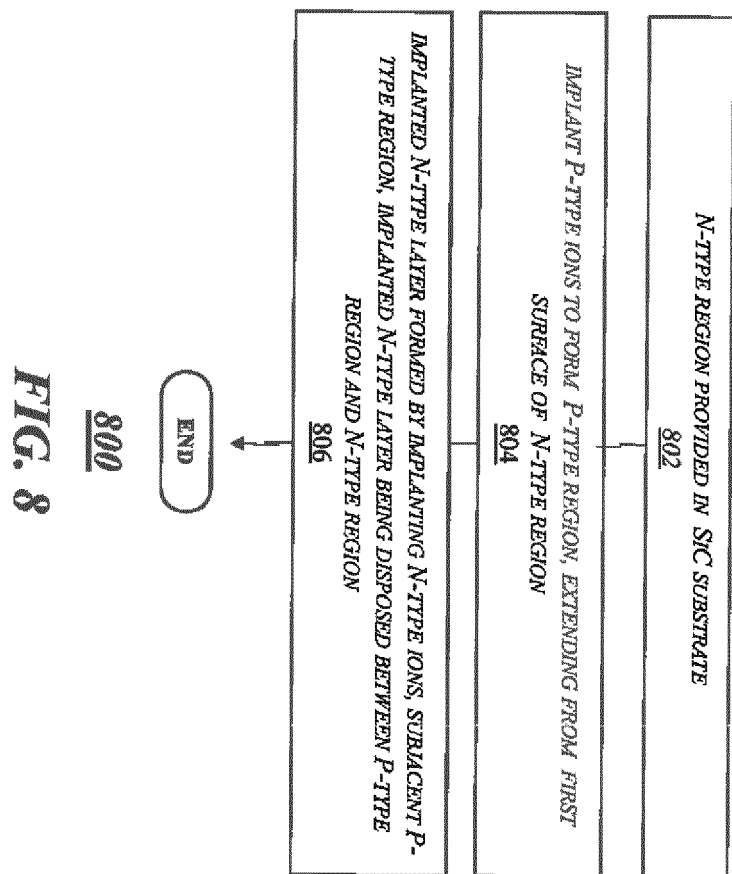 N-TYPE REGION PROVIDED IN SIC SUBSTRATE
802
IMPLANT P-TYPE IONS TO FORM P-TYPE REGION, EXTENDING FROM FIRST
SURFACE OF N-TYPE REGION
804
IMPLANTED N-TYPE LAYER FORMED BY IMPLANTING N-TYPE IONS, SUBJACENT P-
TYPE REGION, IMPLANTED N-TYPE LAYER BEING DISPOSED BETWEEN P-TYPE
REGION AND N-TYPE REGION
806
END
800
FIG. 8